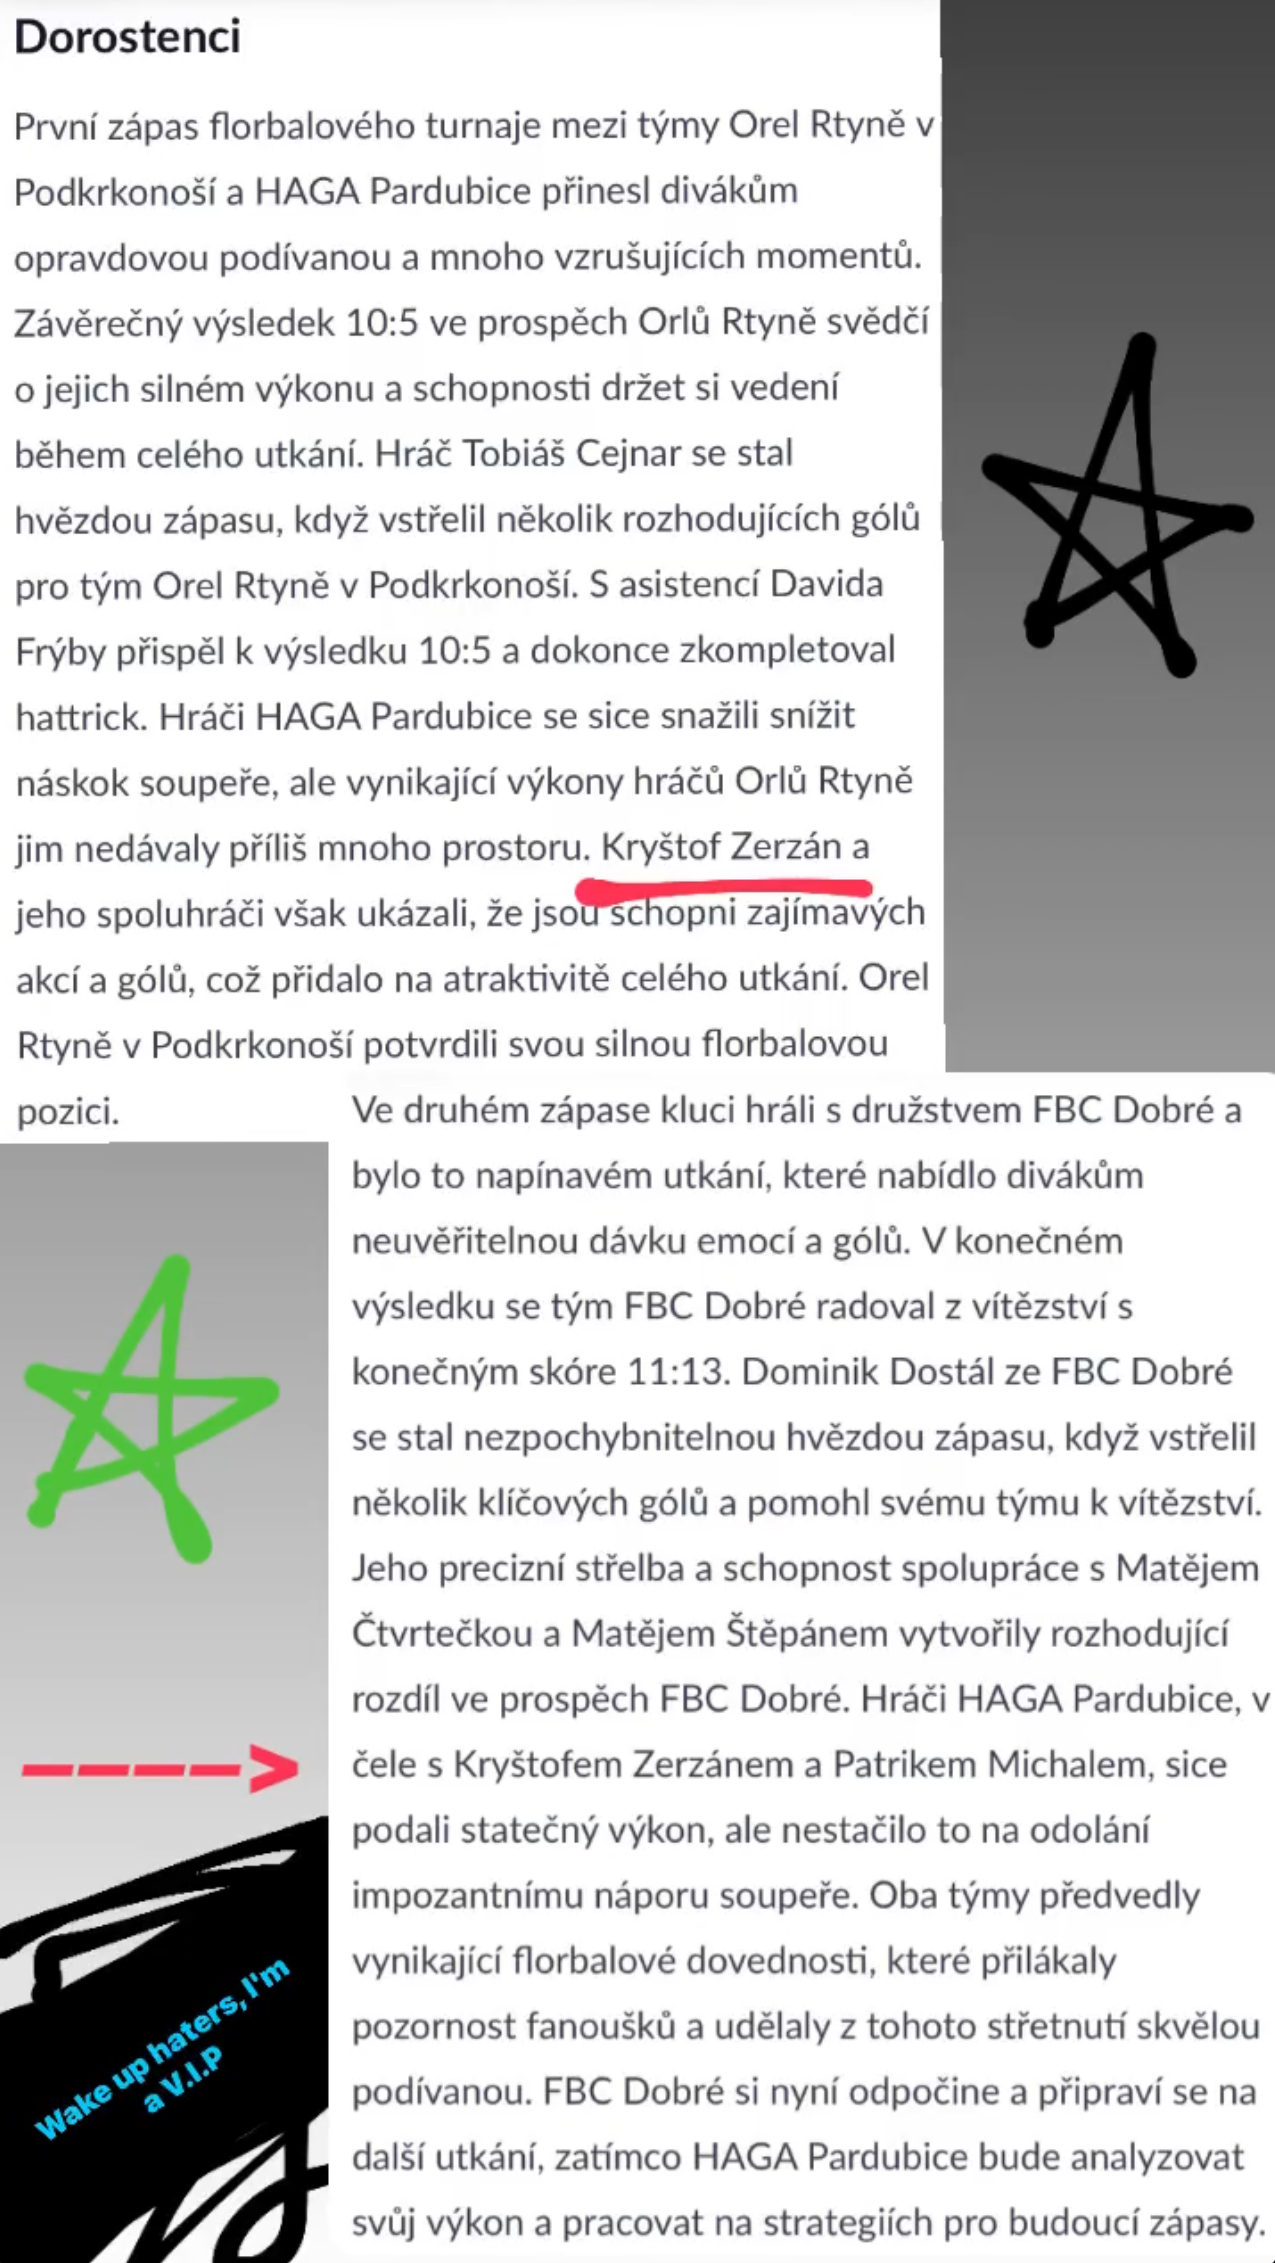 Dorostenci
První zápas florbalového turnaje mezi týmy Orel Rtyně v
Podkrkonoší a HAGA Pardubice přinesl divákům
opravdovou podívanou a mnoho vzrušujících momentů.
Závěrečný výsledek 10:5 ve prospěch Orlů Rtyně svědčí
o jejich silném výkonu a schopnosti držet si vedení
během celého utkání. Hráč Tobiáš Cejnar se stal
hvězdou zápasu, když vstřelil několik rozhodujících gólů
pro tým Orel Rtyně v Podkrkonoší. S asistencí Davida
Frýby přispěl k výsledku 10:5 a dokonce zkompletoval
hattrick. Hráči HAGA Pardubice se sice snažili snížit
náskok soupeře, ale vynikající výkony hráčů Orlů Rtyně
jim nedávaly příliš mnoho prostoru. Kryštof Zerzán a
jeho spoluhráči však ukázali, že jsou schopni zajímavých
akcí a gólů, což přidalo na atraktivitě celého utkání. Orel
Rtyně v Podkrkonoší potvrdili svou silnou florbalovou
pozici.
Ve druhém zápase kluci hráli s družstvem FBC Dobré a
bylo to napínavém utkání, které nabídlo divákům
neuvěřitelnou dávku emocí a gólů. V konečném
výsledku se tým FBC Dobré radoval z vítězství s
konečným skóre 11:13. Dominik Dostál ze FBC Dobré
se stal nezpochybnitelnou hvězdou zápasu, když vstřelil
několik klíčových gólů a pomohl svému týmu k vítězství.
Jeho precizní střelba a schopnost spolupráce s Matějem
Čtvrtečkou a Matějem Štěpánem vytvořily rozhodující
rozdíl ve prospěch FBC Dobré. Hráči HAGA Pardubice, v
čele s Kryštofem Zerzánem a Patrikem Michalem, sice
podali statečný výkon, ale nestačilo to na odolání
impozantnímu náporu soupeře. Oba týmy předvedly
vynikající florbalové dovednosti, které přilákaly
pozornost fanoušků a udělaly z tohoto střetnutí skvělou
podívanou. FBC Dobré si nyní odpočine a připraví se na
další utkání, zatímco HAGA Pardubice bude analyzovat
svůj výkon a pracovat na strategiích pro budoucí zápasy.
---->
Wake up haters, I'm
a V.I.P